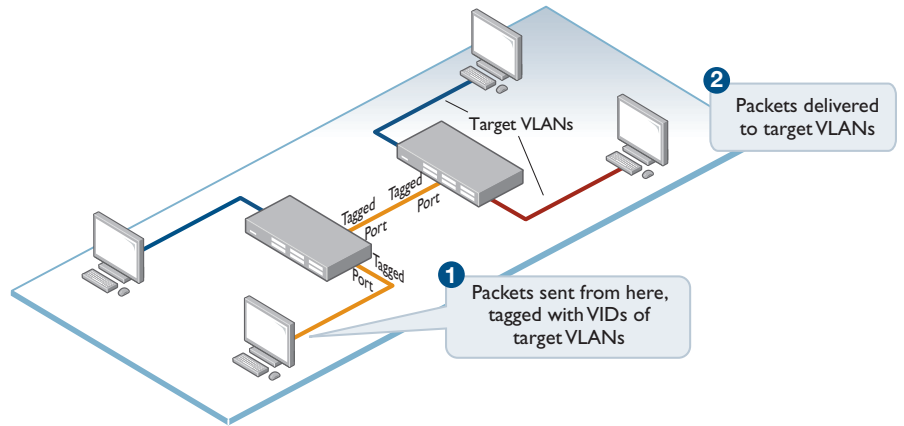 2
Packets delivered
to target VLANs
Target VLANs
Tagged
Port
Tagged
Port
Tagged
Port
1
Packets sent from here,
tagged with VIDs of
target VLANs